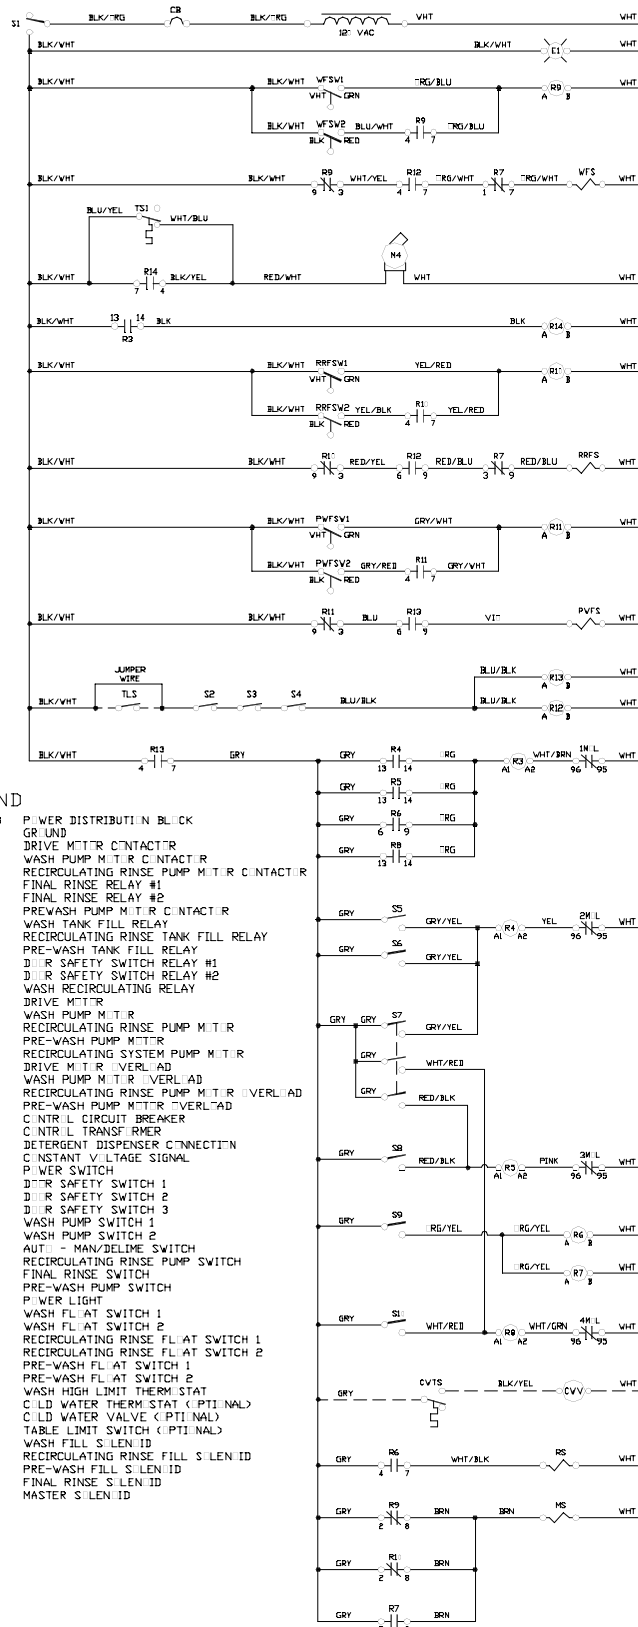 S1 BLK/ORG CB BLK/ORG 120 VAC WHT WHT
BLK/WHT BLK/WHT E1 WHT
BLK/WHT BLK/WHT WFSW1 ORG/BLU R9 WHT
WHT GRN A B
BLK/WHT WFSW2 BLU/WHT R9 ORG/BLU
BLK RED 4 7
BLK/WHT BLK/WHT R9 WHT/YEL R12 ORG/WHT R7 ORG/WHT WFS WHT
9 3 4 7 1 7
BLU/YEL TS1 WHT/BLU
M4
BLK/WHT R14 BLK/YEL RED/WHT WHT WHT
7 4
BLK/WHT 13 14 BLK BLK R14 WHT
R3 A B
BLK/WHT BLK/WHT RRFSW1 YEL/RED R10 WHT
WHT GRN A B
BLK/WHT RRFSW2 YEL/BLK R10 YEL/RED
BLK RED 4 7
BLK/WHT BLK/WHT R10 RED/YEL R12 RED/BLU R7 RED/BLU RRFS WHT
9 3 6 9 3 9
BLK/WHT BLK/WHT PWFSW1 GRY/WHT R11 WHT
WHT GRN A B
BLK/WHT PWFSW2 GRY/RED R11 GRY/WHT
BLK RED 4 7
BLK/WHT BLK/WHT R11 BLU R13 VIO PWFS WHT
9 3 6 9
JUMPER
WIRE
BLU/BLK R13 WHT
A B
BLK/WHT TLS S2 S3 S4 BLU/BLK BLU/BLK R12 WHT
A B
BLK/WHT R13 GRY GRY R4 ORG R3 WHT/BRN 1MOL WHT
4 7 13 14 A1 A2 96 95
GRY R5 ORG
13 14
GRY R6 ORG
6 9
GRY R8 ORG
13 14
GRY S5 GRY/YEL R4 YEL 2MOL WHT
A1 A2 96 95
GRY S6 GRY/YEL
GRY GRY S7 GRY/YEL
GRY WHT/RED
GRY RED/BLK
GRY S8 RED/BLK R5 PINK 3MOL WHT
A1 A2 96 95
GRY S9 ORG/YEL ORG/YEL R6 WHT
A B
ORG/YEL R7 WHT
A B
GRY S10 WHT/RED R8 WHT/GRN 4MOL WHT
A1 A2 96 95
GRY CVTS BLK/YEL CWV WHT
GRY R6 WHT/BLK RS WHT
4 7
GRY R9 BRN BRN MS WHT
2 8
GRY R10 BRN
2 8
GRY R7 BRN
ND
POWER DISTRIBUTION BLOCK
GROUND
DRIVE MOTOR CONTACTOR
WASH PUMP MOTOR CONTACTOR
RECIRCULATING RINSE PUMP MOTOR CONTACTOR
FINAL RINSE RELAY #1
FINAL RINSE RELAY #2
PREWASH PUMP MOTOR CONTACTOR
WASH TANK FILL RELAY
RECIRCULATING RINSE TANK FILL RELAY
PRE-WASH TANK FILL RELAY
DOOR SAFETY SWITCH RELAY #1
DOOR SAFETY SWITCH RELAY #2
WASH RECIRCULATING RELAY
DRIVE MOTOR
WASH PUMP MOTOR
RECIRCULATING RINSE PUMP MOTOR
PRE-WASH PUMP MOTOR
RECIRCULATING SYSTEM PUMP MOTOR
DRIVE MOTOR OVERLOAD
WASH PUMP MOTOR OVERLOAD
RECIRCULATING RINSE PUMP MOTOR OVERLOAD
PRE-WASH PUMP MOTOR OVERLOAD
CONTROL CIRCUIT BREAKER
CONTROL TRANSFORMER
DETERGENT DISPENSER CONNECTION
CONSTANT VOLTAGE SIGNAL
POWER SWITCH
DOOR SAFETY SWITCH 1
DOOR SAFETY SWITCH 2
DOOR SAFETY SWITCH 3
WASH PUMP SWITCH 1
WASH PUMP SWITCH 2
AUTO - MAN/DELIME SWITCH
RECIRCULATING RINSE PUMP SWITCH
FINAL RINSE SWITCH
PRE-WASH PUMP SWITCH
POWER LIGHT
WASH FLOAT SWITCH 1
WASH FLOAT SWITCH 2
RECIRCULATING RINSE FLOAT SWITCH 1
RECIRCULATING RINSE FLOAT SWITCH 2
PRE-WASH FLOAT SWITCH 1
PRE-WASH FLOAT SWITCH 2
WASH HIGH LIMIT THERMOSTAT
COLD WATER THERMOSTAT (OPTIONAL)
COLD WATER VALVE (OPTIONAL)
TABLE LIMIT SWITCH (OPTIONAL)
WASH FILL SOLENOID
RECIRCULATING RINSE FILL SOLENOID
PRE-WASH FILL SOLENOID
FINAL RINSE SOLENOID
MASTER SOLENOID